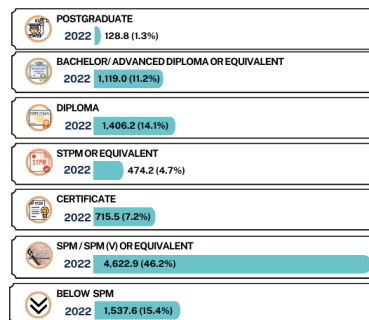 POSTGRADUATE
2022 128.8 (1.3%)
BACHELOR/ ADVANCED DIPLOMA OR EQUIVALENT
2022 1,119.0 (11.2%)
DIPLOMA
DIPLOMA
2022 1,406.2 (14.1%)
STPM OR EQUIVALENT
STPM
2022 474.2 (4.7%)
CERTIFICATE
2022 715.5 (7.2%)
SPM / SPM (V) OR EQUIVALENT
2022 4,622.9 (46.2%)
BELOW SPM
2022 1,537.6 (15.4%)